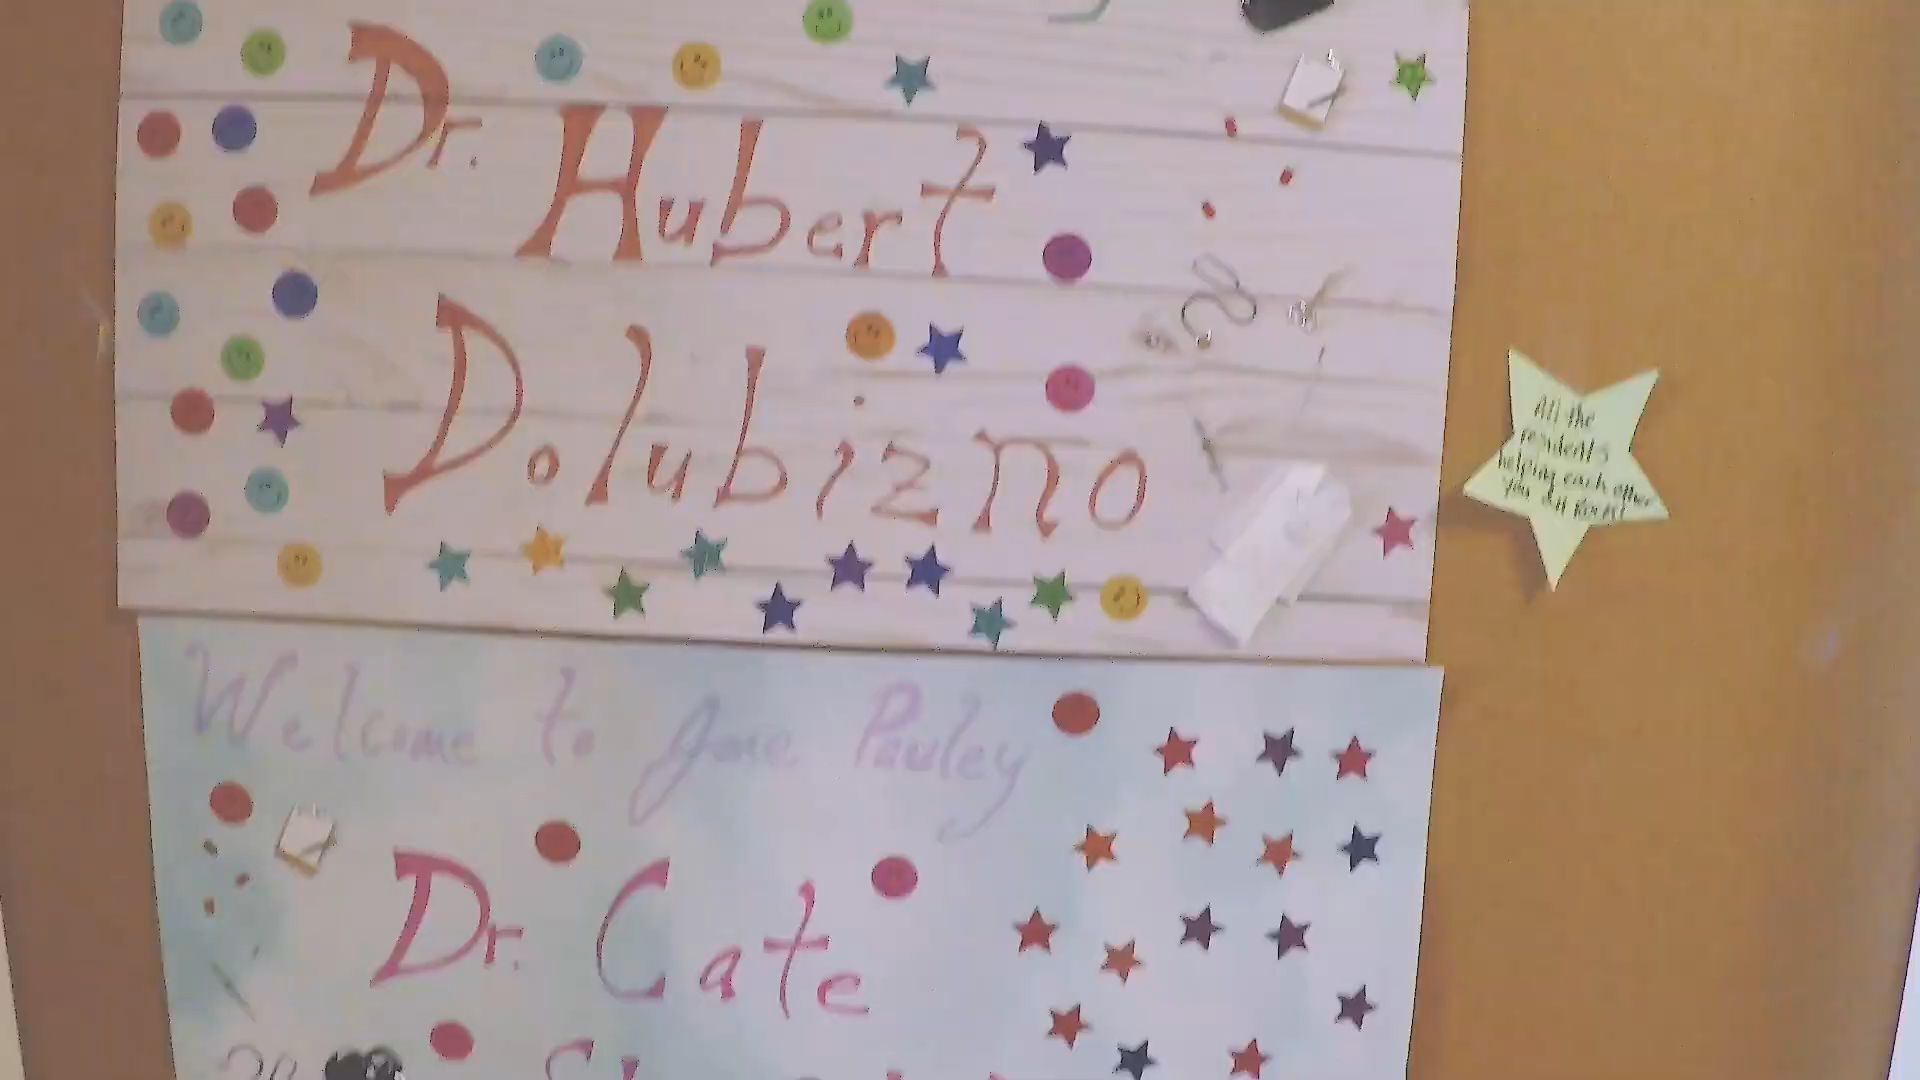 Dr. Hubert
Dolubizno
All the
residents
helping each other
you all Rock!
Welcome to Jane Pauley
Dr. Cate